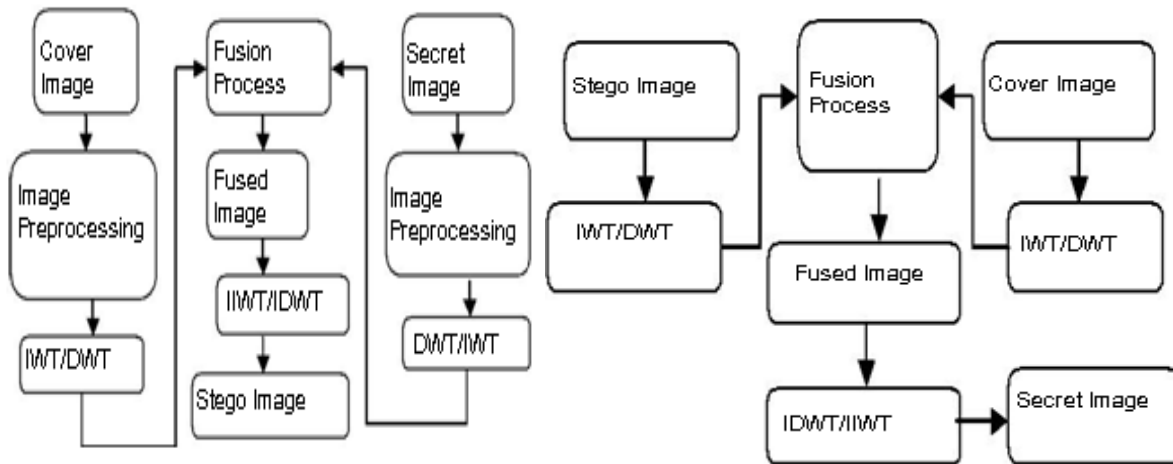 Cover
Image
Image
Preprocessing
IWT/DWT
Fusion
Process
Fused
Image
IIWT/IDWT
Stego Image
Secret
Image
Image
Preprocessing
DWT/IWT
Stego Image
IWT/DWT
Fusion
Process
Fused Image
IDWT/IIWT
Cover Image
IWT/DWT
Secret Image